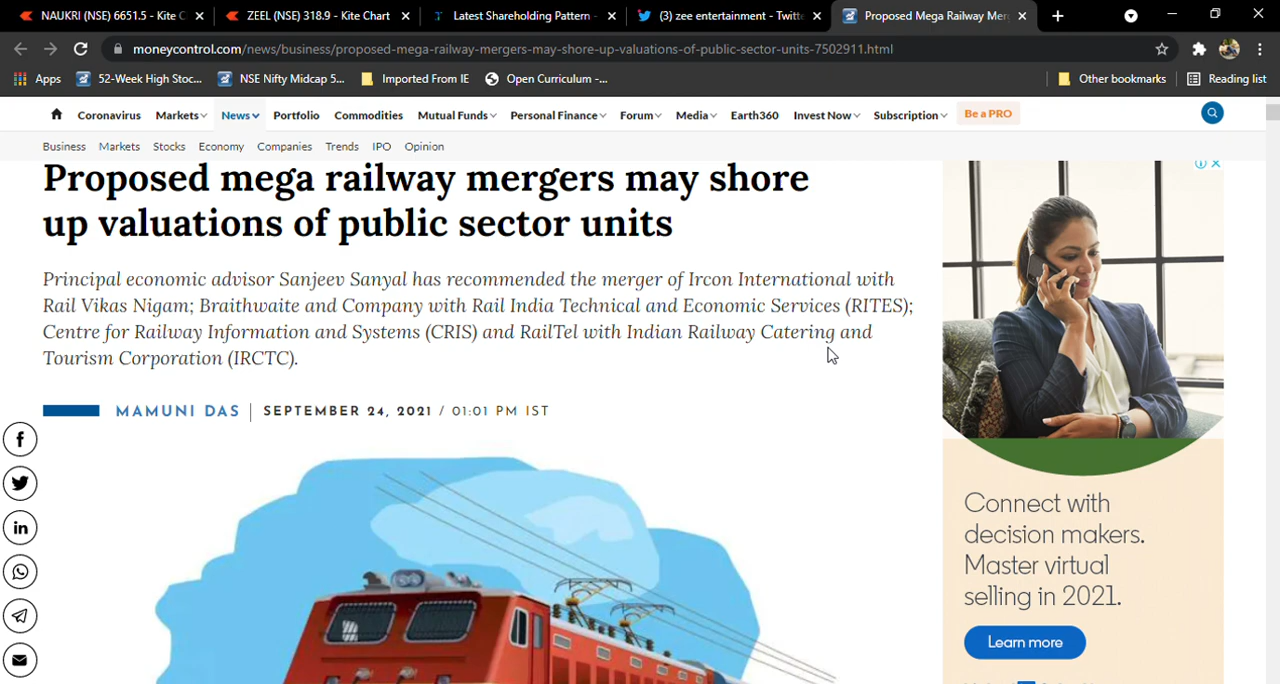 NAUKRI (NSE) 6651.5 - Kite C
ZEEL (NSE) 318.9 - Kite Chart
Latest Shareholding Pattern -
(3) zee entertainment - Twitt
Proposed Mega Railway Mer
moneycontrol.com/news/business/proposed-mega-railway-mergers-may-shore-up-valuations-of-public-sector-units-7502911.html
Apps
52-Week High Stoc...
NSE Nifty Midcap 5...
Imported From IE
Open Curriculum -...
Other bookmarks
Reading list
Coronavirus Markets News Portfolio Commodities Mutual Funds Personal Finance Forum Media Earth360 Invest Now Subscription Be a PRO
Business Markets Stocks Economy Companies Trends IPO Opinion
Proposed mega railway mergers may shore
up valuations of public sector units
Principal economic advisor Sanjeev Sanyal has recommended the merger of Ircon International with
Rail Vikas Nigam; Braithwaite and Company with Rail India Technical and Economic Services (RITES);
Centre for Railway Information and Systems (CRIS) and RailTel with Indian Railway Catering and
Tourism Corporation (IRCTC).
MAMUNI DAS | SEPTEMBER 24, 2021 / 01:01 PM IST
Connect with
decision makers.
Master virtual
selling in 2021.
Learn more